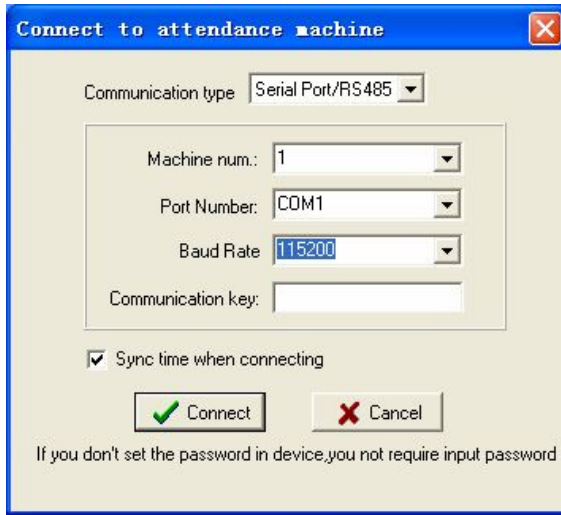 Connect to attendance machine
Communication type Serial Port/RS485
Machine num.: 1
Port Number: COM1
Baud Rate 115200
Communication key:
Sync time when connecting
Connect Cancel
If you don't set the password in device,you not require input password